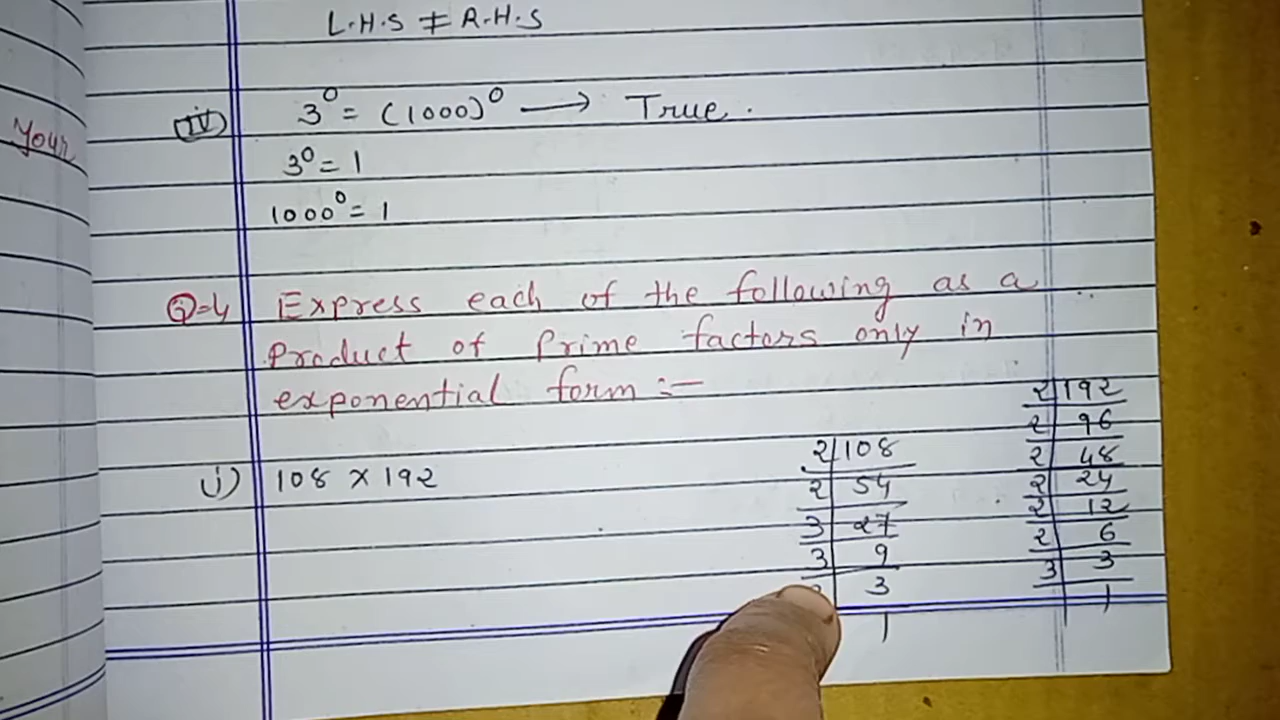 L.H.S ≠ R.H.S
Your
(iv) 3⁰ = (1000)⁰ → True.
3⁰ = 1
1000⁰ = 1
Q-4 Express each of the following as a
Product of Prime factors only in
exponential form :-
(i) 108 × 192
2 108
2 54
3 27
3 9
3
1
2 192
2 96
2 48
2 24
2 12
2 6
3 3
1